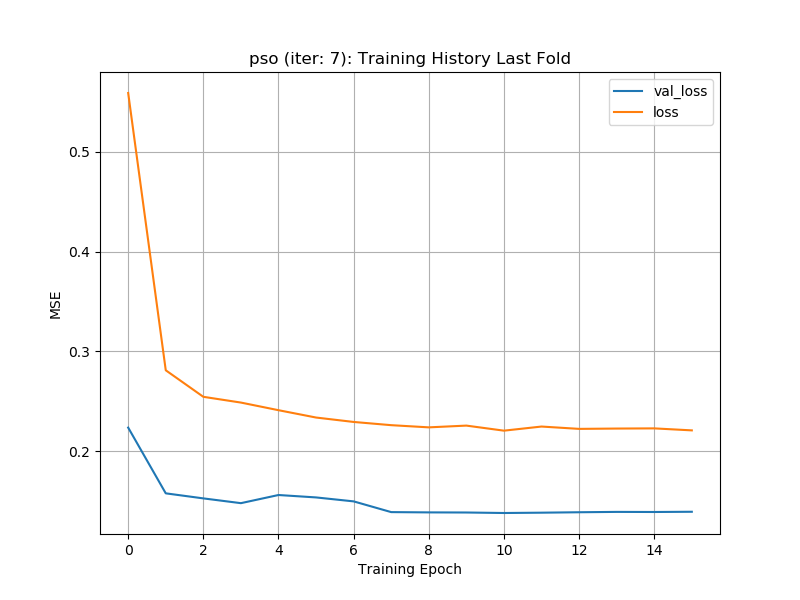 pso (iter: 7): Training History Last Fold
val_loss
loss
0.5
0.4
0.3
0.2
MSE
0 2 4 6 8 10 12 14
Training Epoch